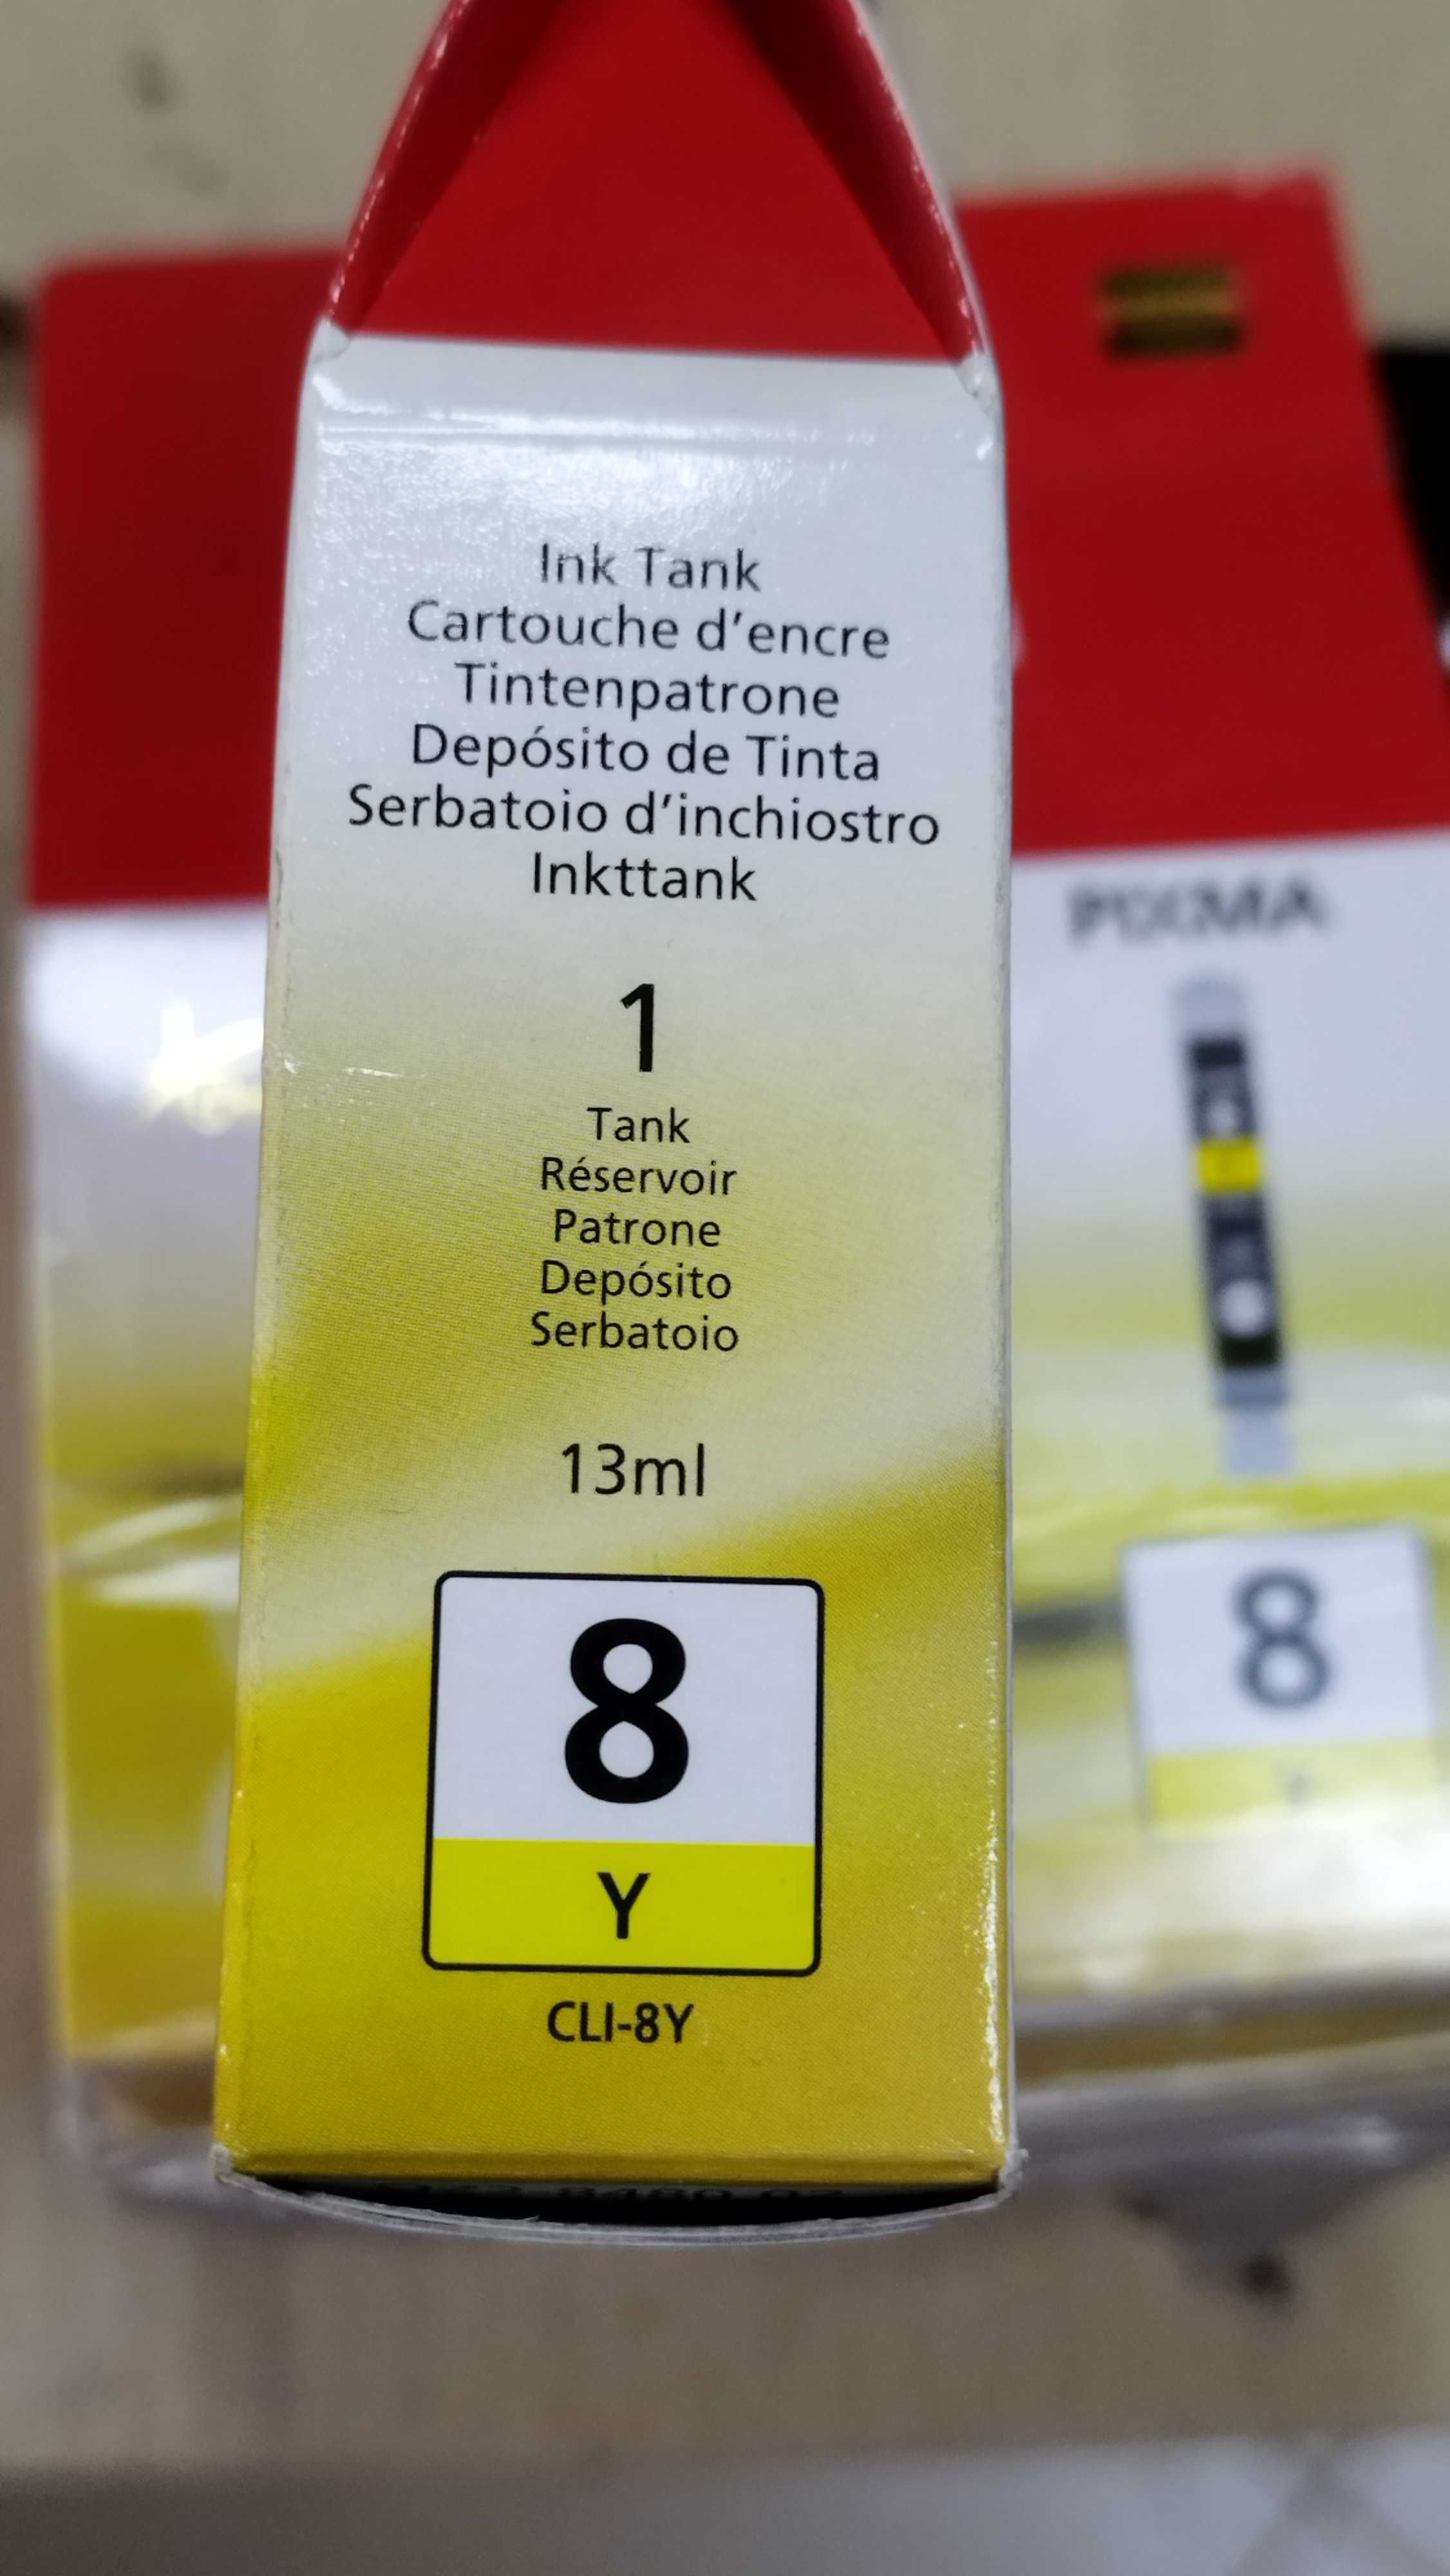 Ink Tank
Cartouche d'encre
Tintenpatrone
Depósito de Tinta
Serbatoio d'inchiostro
Inkttank
1
Tank
Réservoir
Patrone
Depósito
Serbatoio
13ml
8
Y
CLI-8Y
PIXMA
8